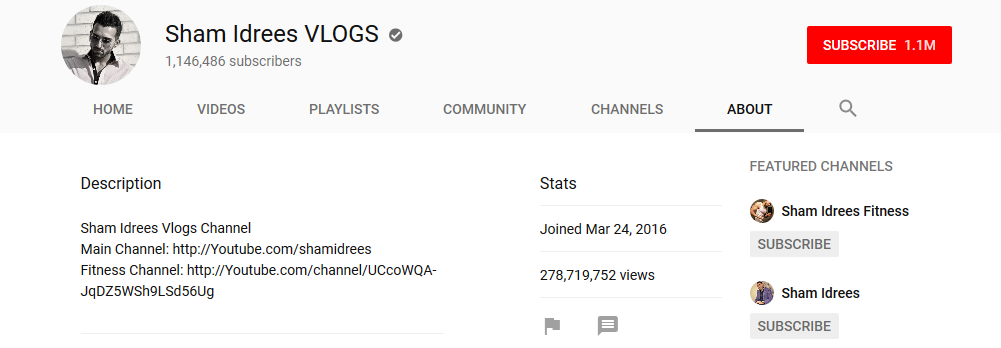 Sham Idrees VLOGS
1,146,486 subscribers
SUBSCRIBE 1.1M
HOME VIDEOS PLAYLISTS COMMUNITY CHANNELS ABOUT
Description
Sham Idrees Vlogs Channel
Main Channel: http://Youtube.com/shamidrees
Fitness Channel: http://Youtube.com/channel/UCcoWQA-
JqDZ5WSh9LSd56Ug
Stats
Joined Mar 24, 2016
278,719,752 views
FEATURED CHANNELS
Sham Idrees Fitness
SUBSCRIBE
Sham Idrees
SUBSCRIBE